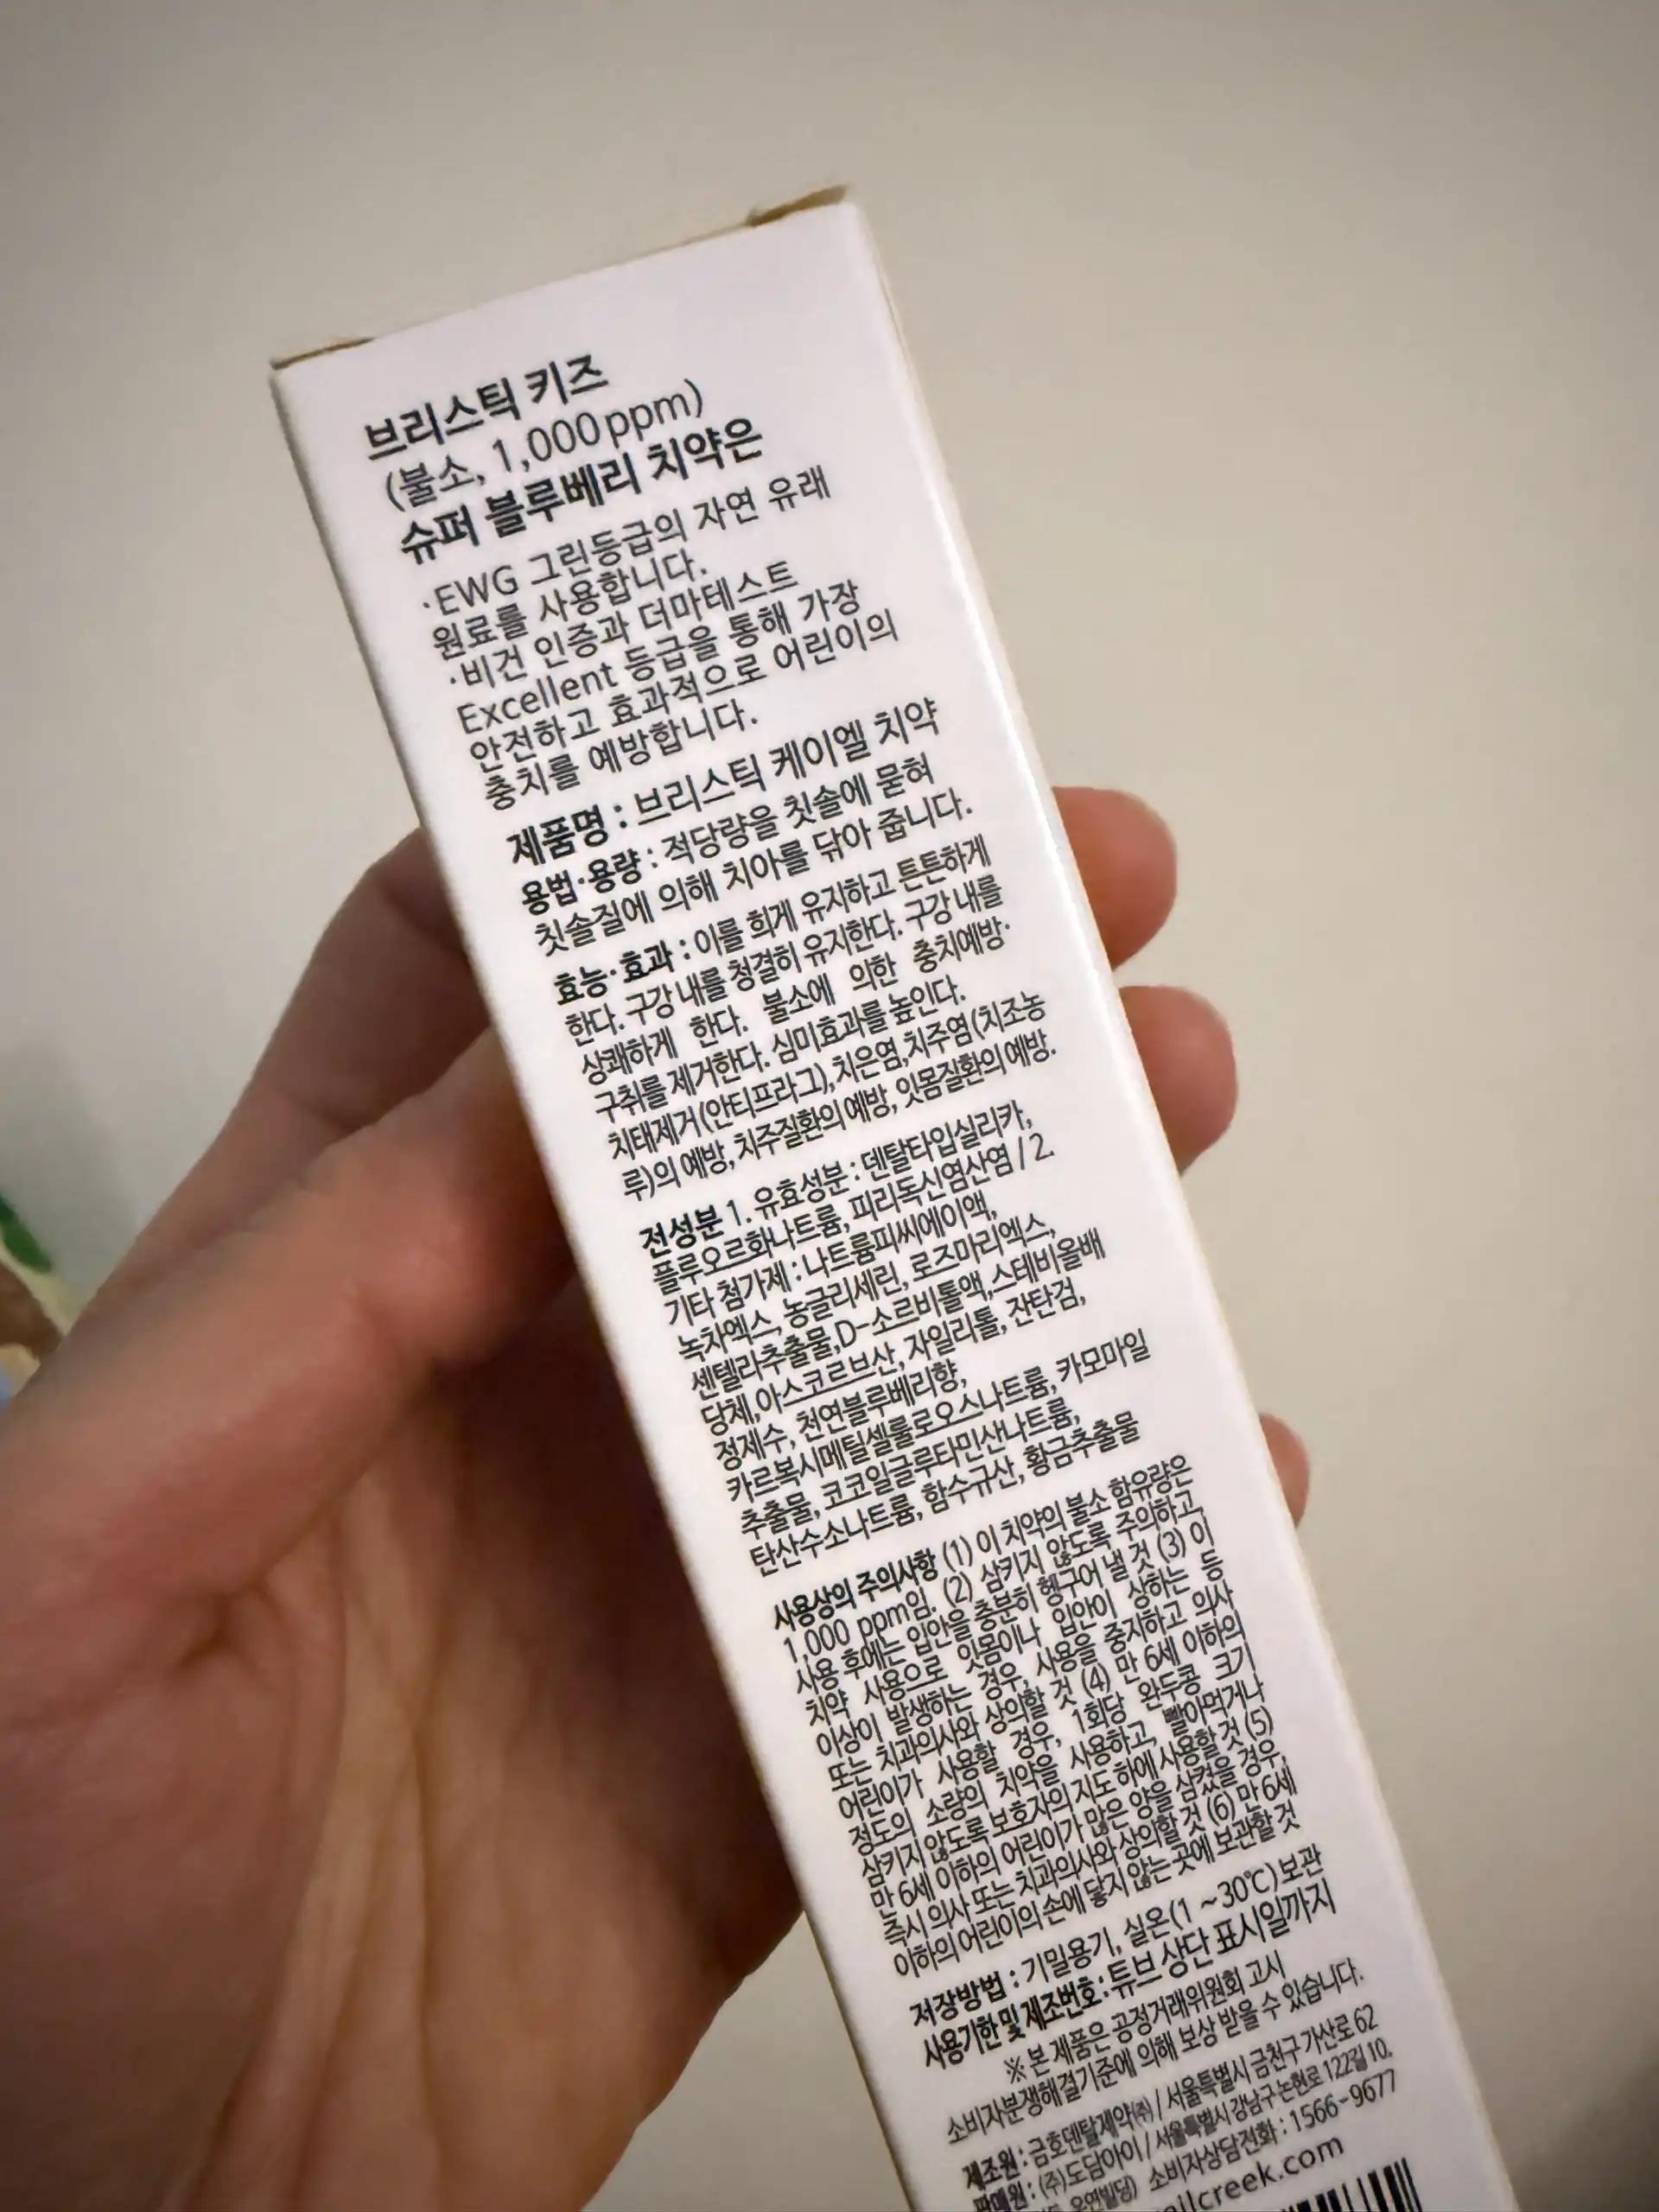 브리스틱 키즈
(불소, 1,000ppm)
슈퍼 블루베리 치약은
·EWG 그린등급의 자연 유래
원료를 사용합니다.
·비건 인증과 더마테스트
Excellent 등급을 통해 가장
안전하고 효과적으로 어린이의
충치를 예방합니다.
제품명 : 브리스틱 케이엘 치약
용법·용량 : 적당량을 칫솔에 묻혀
칫솔질에 의해 치아를 닦아 줍니다.
효능·효과 : 이를 희게 유지하고 튼튼하게
한다. 구강 내를 청결히 유지한다. 구강 내를
상쾌하게 한다. 불소에 의한 충치예방·
구취를 제거한다. 심미효과를 높인다.
치태제거(안티프라그), 치은염, 치주염(치조농
루)의 예방, 치주질환의 예방, 잇몸질환의 예방.
전성분 1. 유효성분 : 덴탈타입실리카,
플루오르화나트륨, 피리독신염산염 / 2.
기타 첨가제 : 나트륨피씨에이액,
녹차엑스, 농글리세린, 로즈마리엑스,
센텔라추출물,D-소르비톨액,스테비올배
당체,아스코르브산, 자일리톨, 잔탄검,
정제수, 천연블루베리향,
카르복시메틸셀룰로오스나트륨, 카모마일
추출물, 코코일글루타민산나트륨,
탄산수소나트륨, 함수규산, 황금추출물
사용상의 주의사항 (1) 이 치약의 불소 함유량은
1,000 ppm임. (2) 삼키지 않도록 주의하고,
사용 후에는 입안을 충분히 헹구어 낼 것 (3) 이
치약 사용으로 잇몸이나 입안이 상하는 등
이상이 발생하는 경우, 사용을 중지하고 의사
또는 치과의사와 상의할 것 (4) 만 6세 이하의
어린이가 사용할 경우, 1회당 완두콩 크기
정도의 소량의 치약을 사용하고, 빨아먹거나
삼키지 않도록 보호자의 지도 하에 사용할 것 (5)
만 6세 이하의 어린이가 많은 양을 삼켰을 경우,
즉시 의사 또는 치과의사와 상의할 것 (6) 만 6세
이하의 어린이의 손에 닿지 않는 곳에 보관할 것
저장방법 : 기밀용기, 실온(1 ~30℃)보관
사용기한 및 제조번호 : 튜브 상단 표시일까지
※ 본 제품은 공정거래위원회 고시
소비자분쟁해결기준에 의해 보상 받을 수 있습니다.
제조원 : 금호덴탈제약㈜ / 서울특별시 금천구 가산로 62
판매원 : (주)도담아이 / 서울특별시 강남구 논현로 122길 10,
우연빌딩) 소비자상담전화 : 1566-9677
ilcreek.com